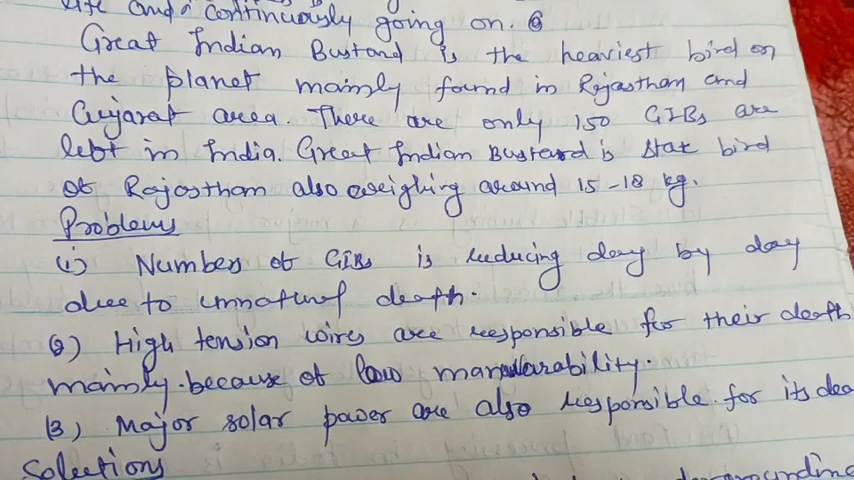 life and continuously going on.
Great Indian Bustand is the heaviest bird on
the planet mainly found in Rajastham and
Gujarat area. There are only 150 GIBs are
left in India. Great Indian Bustard is state bird
of Rajastham also weighing around 15-18 kg.
Problems
(1) Numbers of GIBs is reducing day by day
due to unnatural death.
(2) High tension wires are responsible for their death
mainly because of low
(3) Major solar power are also responsible for its dea
Solutions